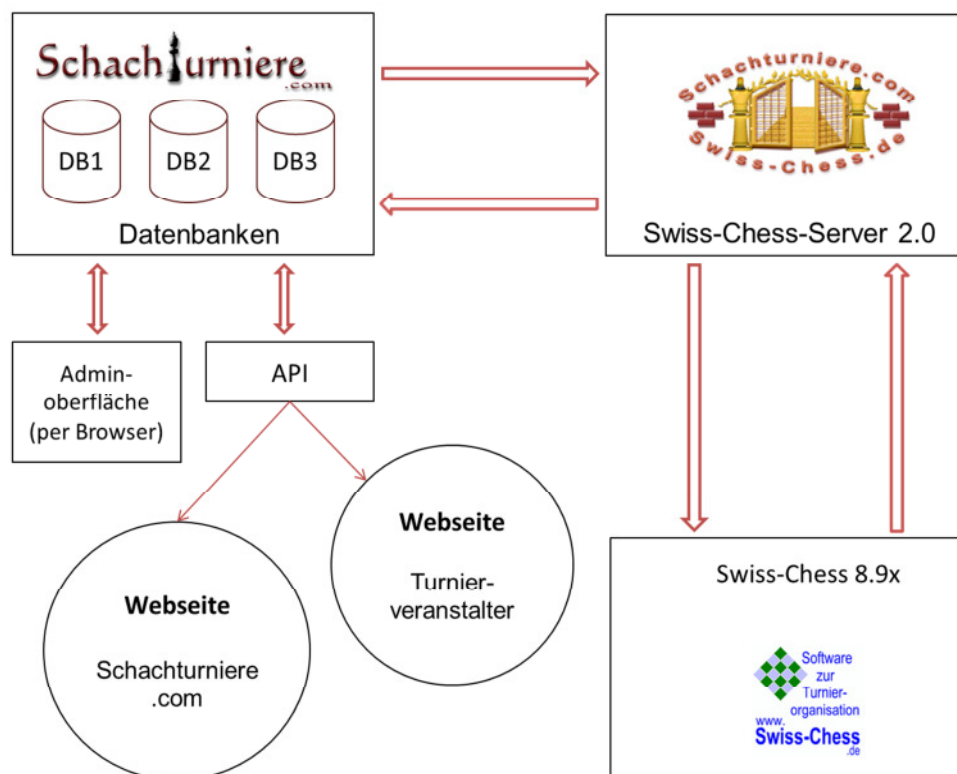 Schachturniere
.com
DB1 DB2 DB3
Datenbanken
Schachturniere.com
Swiss-Chess.de
Swiss-Chess-Server 2.0
Admin-
oberfläche
(per Browser)
API
Webseite
Turnier-
veranstalter
Webseite
Schachturniere
.com
Swiss-Chess 8.9x
Software
zur
Turnier-
organisation
www.
Swiss-Chess
.de